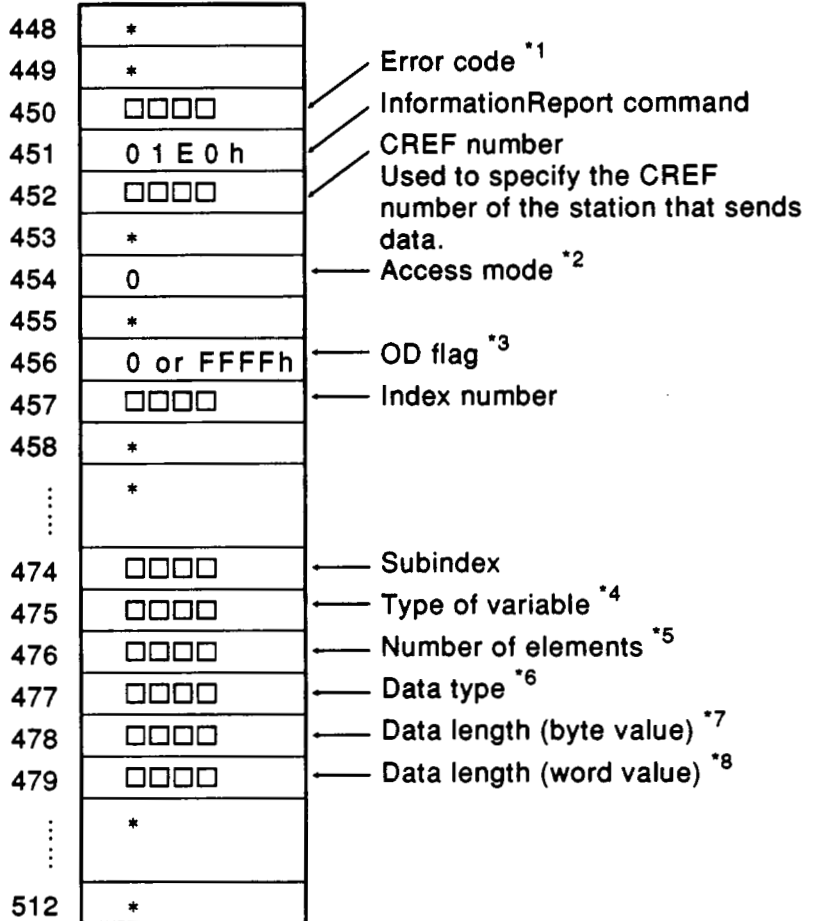 448 *
449 *
Error code *1
450 □□□□
InformationReport command
451 0 1 E 0 h
CREF number
452 □□□□
Used to specify the CREF
number of the station that sends
data.
453 *
454 0
Access mode *2
455 *
456 0 or FFFFh
OD flag *3
457 □□□□
Index number
458 *
*
474 □□□□
Subindex
475 □□□□
Type of variable *4
476 □□□□
Number of elements *5
477 □□□□
Data type *6
478 □□□□
Data length (byte value) *7
479 □□□□
Data length (word value) *8
*
512 *